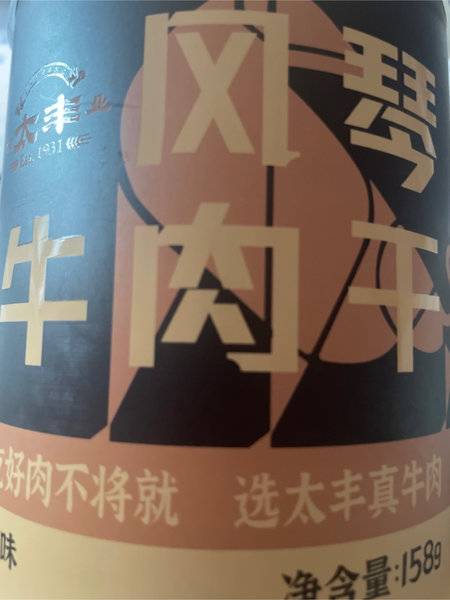 太丰
业
1931
风琴
牛肉干
好肉不将就 选太丰真牛肉
味
净含量:158g